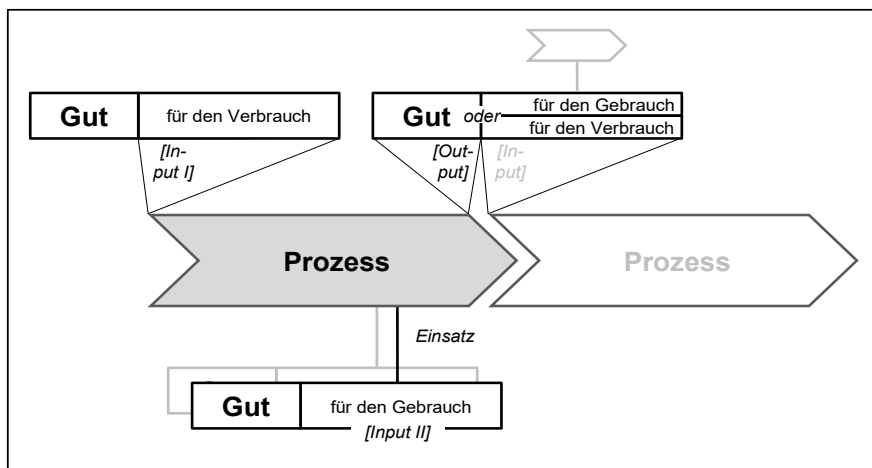 Gut für den Verbrauch
Gut oder für den Gebrauch
für den Verbrauch
[In-
put I]
[Out-
put]
[In-
put]
Prozess
Prozess
Einsatz
Gut für den Gebrauch
[Input II]